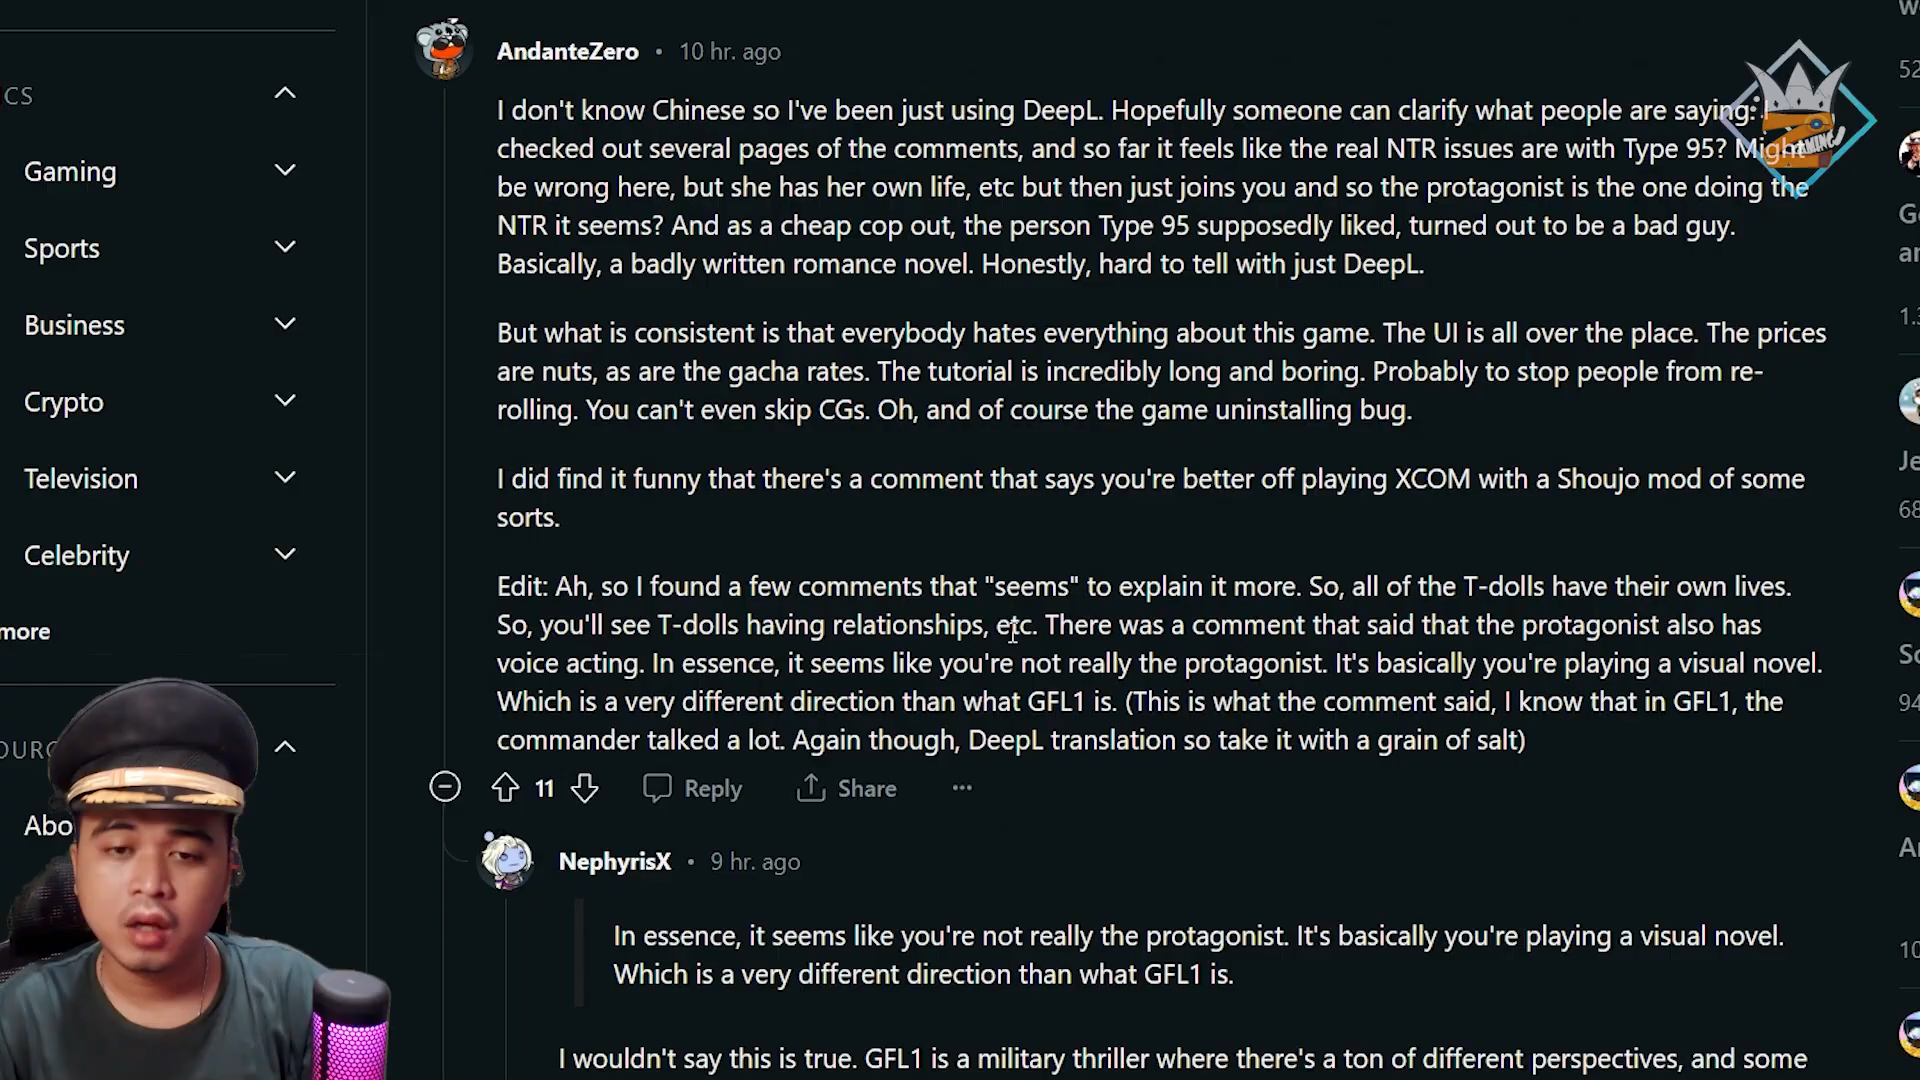 CS
Gaming
Sports
Business
Crypto
Television
Celebrity
more
OURC
Abo
AndanteZero • 10 hr. ago
I don't know Chinese so I've been just using DeepL. Hopefully someone can clarify what people are saying. I
checked out several pages of the comments, and so far it feels like the real NTR issues are with Type 95? Might
be wrong here, but she has her own life, etc but then just joins you and so the protagonist is the one doing the
NTR it seems? And as a cheap cop out, the person Type 95 supposedly liked, turned out to be a bad guy.
Basically, a badly written romance novel. Honestly, hard to tell with just DeepL.
But what is consistent is that everybody hates everything about this game. The UI is all over the place. The prices
are nuts, as are the gacha rates. The tutorial is incredibly long and boring. Probably to stop people from re-
rolling. You can't even skip CGs. Oh, and of course the game uninstalling bug.
I did find it funny that there's a comment that says you're better off playing XCOM with a Shoujo mod of some
sorts.
Edit: Ah, so I found a few comments that "seems" to explain it more. So, all of the T-dolls have their own lives.
So, you'll see T-dolls having relationships, etc. There was a comment that said that the protagonist also has
voice acting. In essence, it seems like you're not really the protagonist. It's basically you're playing a visual novel.
Which is a very different direction than what GFL1 is. (This is what the comment said, I know that in GFL1, the
commander talked a lot. Again though, DeepL translation so take it with a grain of salt)
11 Reply Share ...
NephyrisX • 9 hr. ago
In essence, it seems like you're not really the protagonist. It's basically you're playing a visual novel.
Which is a very different direction than what GFL1 is.
I wouldn't say this is true. GFL1 is a military thriller where there's a ton of different perspectives, and some
GAMING
52
an
1.3
Je
68
94
10